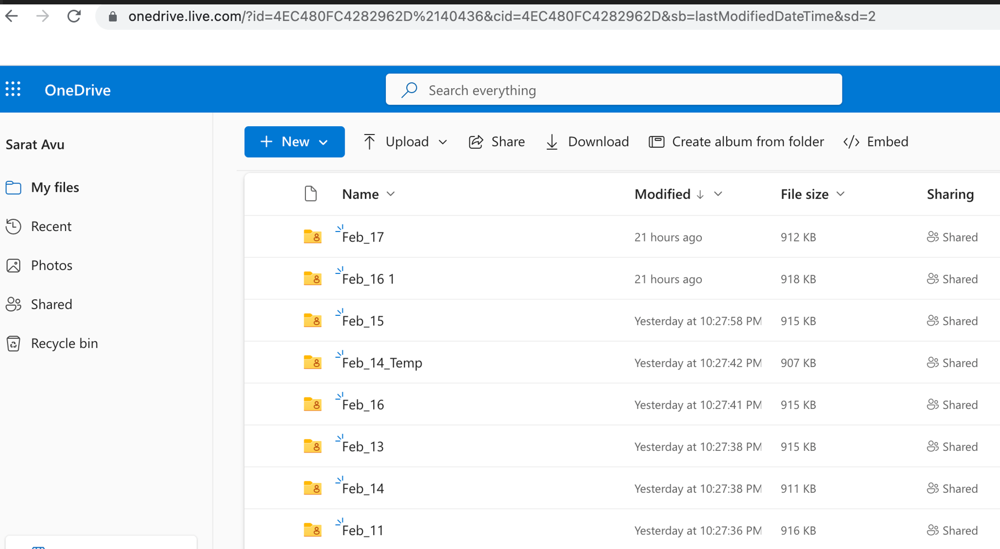 onedrive.live.com/?id=4EC480FC4282962D%2140436&cid=4EC480FC4282962D&sb=lastModifiedDateTime&sd=2
OneDrive
Search everything
Sarat Avu
My files
Recent
Photos
Shared
Recycle bin
New Upload Share Download Create album from folder Embed
Name Modified File size Sharing
Feb_17 21 hours ago 912 KB Shared
Feb_16 1 21 hours ago 918 KB Shared
Feb_15 Yesterday at 10:27:58 PM 915 KB Shared
Feb_14_Temp Yesterday at 10:27:42 PM 907 KB Shared
Feb_16 Yesterday at 10:27:41 PM 915 KB Shared
Feb_13 Yesterday at 10:27:38 PM 915 KB Shared
Feb_14 Yesterday at 10:27:38 PM 911 KB Shared
Feb_11 Yesterday at 10:27:36 PM 916 KB Shared